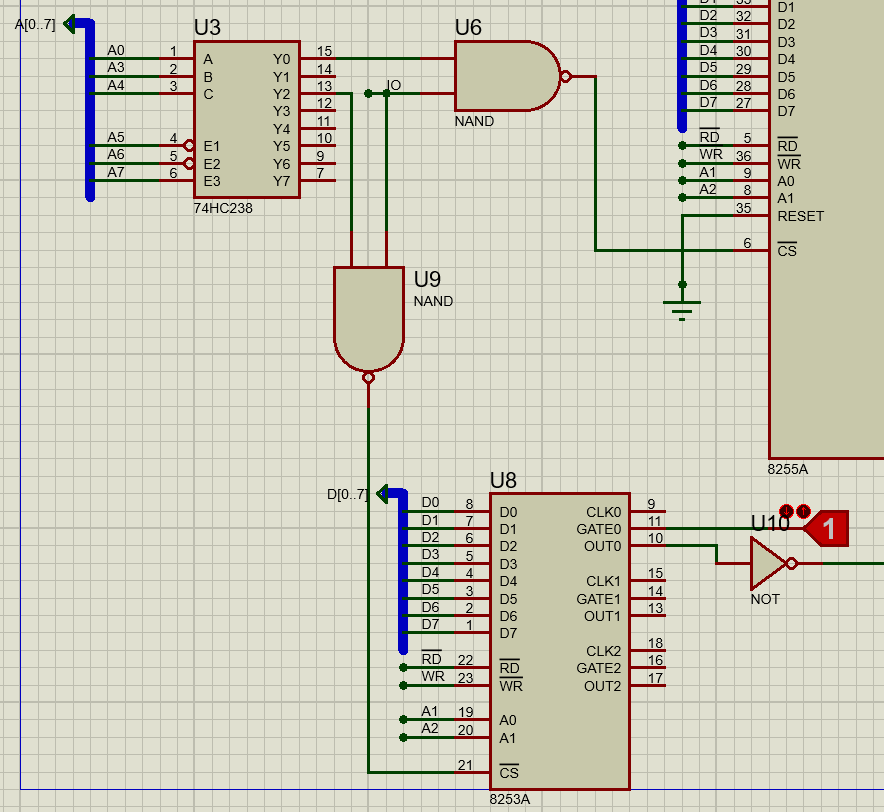 A[0..7]
U3
A0 1 A Y0 15
A3 2 B Y1 14
A4 3 C Y2 13
Y3 12
Y4 11
A5 4 E1 Y5 10
A6 5 E2 Y6 9
A7 6 E3 Y7 7
74HC238
U6
IO
NAND
U9
NAND
D1 33 D1
D2 32 D2
D3 31 D3
D4 30 D4
D5 29 D5
D6 28 D6
D7 27 D7
RD 5 RD
WR 36 WR
A1 9 A0
A2 8 A1
35 RESET
6 CS
8255A
U8
D[0..7]
D0 8 D0 CLK0 9
D1 7 D1 GATE0 11
D2 6 D2 OUT0 10
D3 5 D3
D4 4 D4 CLK1 15
D5 3 D5 GATE1 14
D6 2 D6 OUT1 13
D7 1 D7
CLK2 18
RD 22 RD GATE2 16
WR 23 WR OUT2 17
A1 19 A0
A2 20 A1
21 CS
8253A
U10
1
NOT